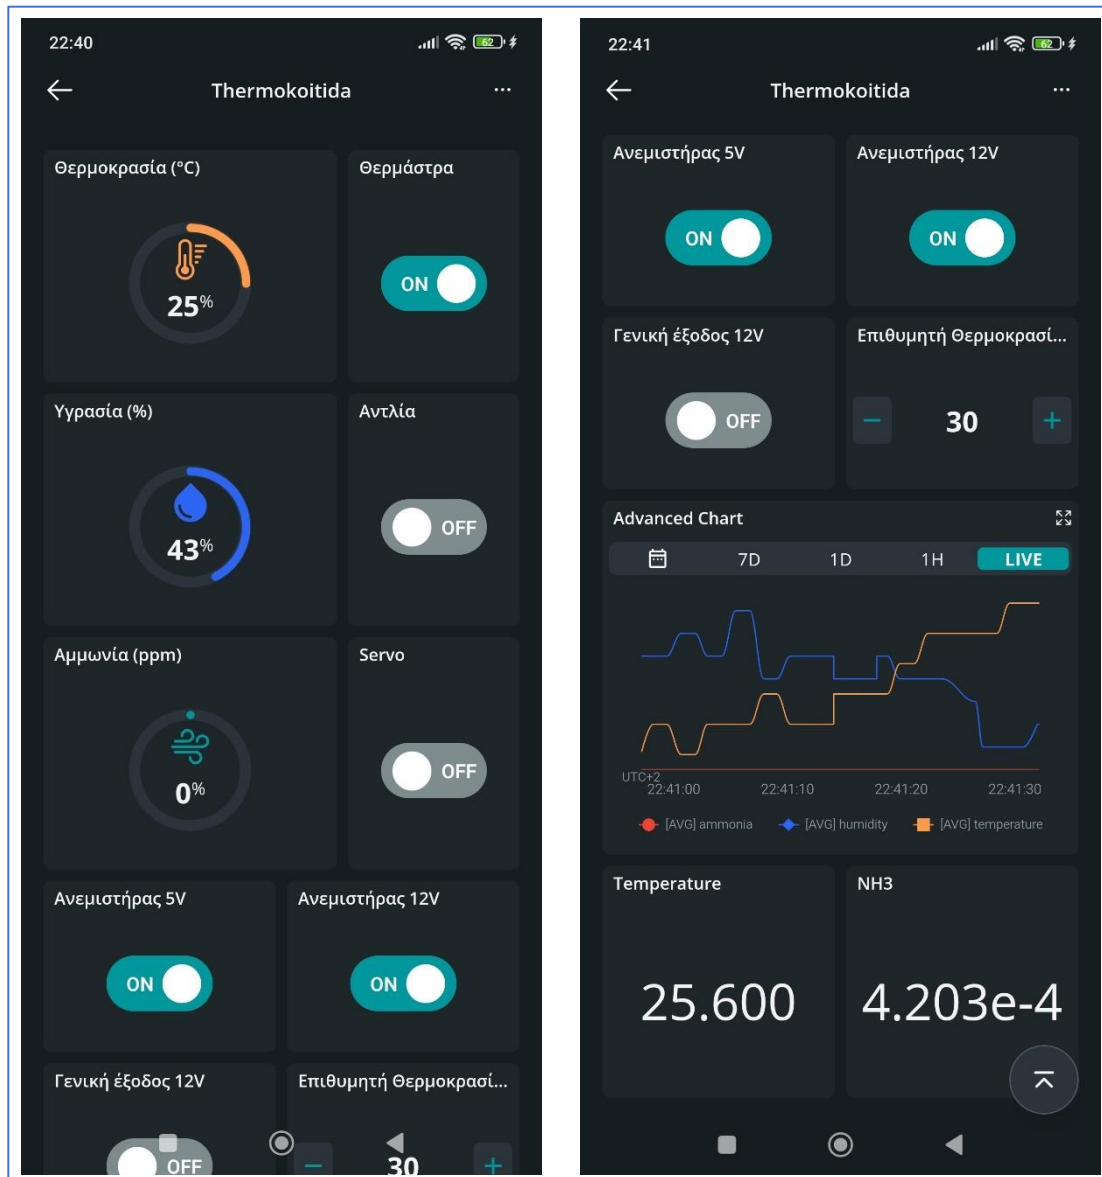 22:40
62
Thermokoitida
Θερμοκρασία (°C)
Θερμάστρα
25%
ON
Υγρασία (%)
Αντλία
43%
OFF
Αμμωνία (ppm)
Servo
0%
OFF
Ανεμιστήρας 5V
Ανεμιστήρας 12V
ON
ON
Γενική έξοδος 12V
Επιθυμητή Θερμοκρασί...
OFF
30
22:41
62
Thermokoitida
Ανεμιστήρας 5V
Ανεμιστήρας 12V
ON
ON
Γενική έξοδος 12V
Επιθυμητή Θερμοκρασί...
OFF
− 30 +
Advanced Chart
7D 1D 1H LIVE
UTC+2
22:41:00 22:41:10 22:41:20 22:41:30
[AVG] ammonia [AVG] humidity [AVG] temperature
Temperature
NH3
25.600
4.203e-4